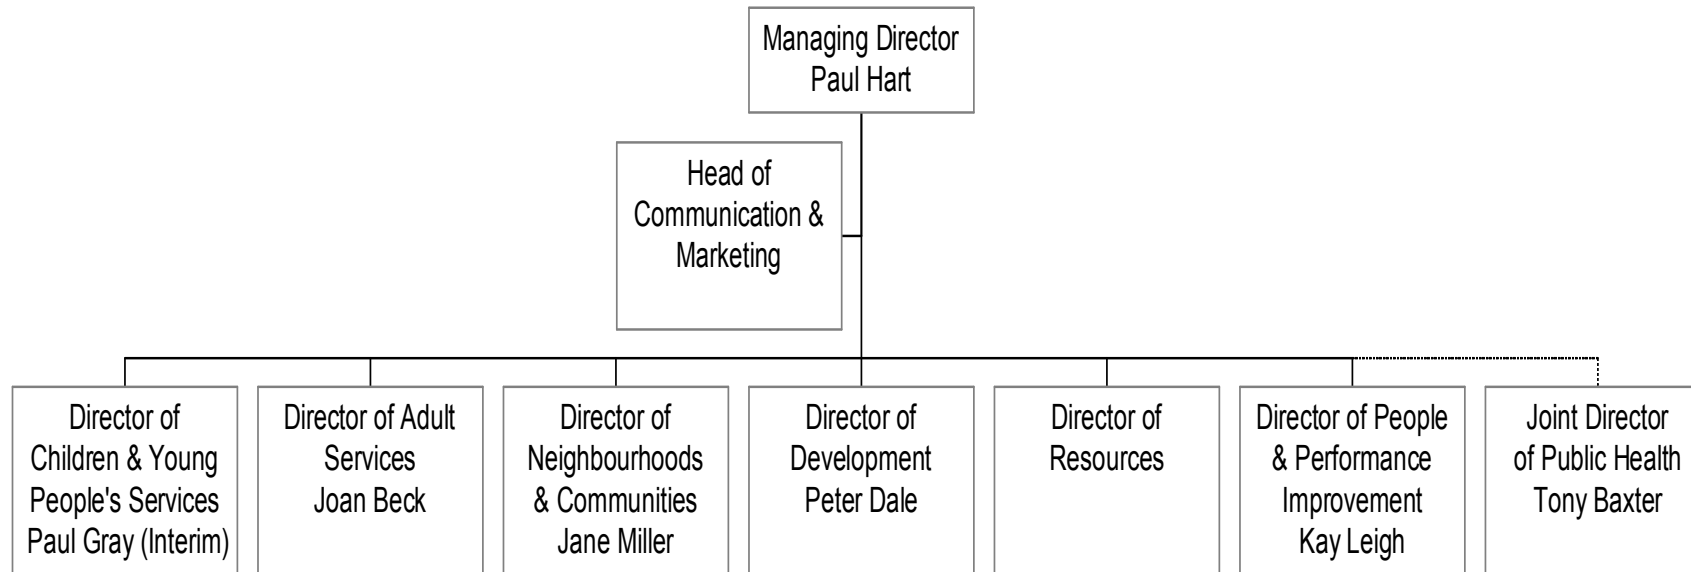 Managing Director
Paul Hart
Head of
Communication &
Marketing
Director of
Children & Young
People's Services
Paul Gray (Interim)
Director of Adult
Services
Joan Beck
Director of
Neighbourhoods
& Communities
Jane Miller
Director of
Development
Peter Dale
Director of
Resources
Director of People
& Performance
Improvement
Kay Leigh
Joint Director
of Public Health
Tony Baxter